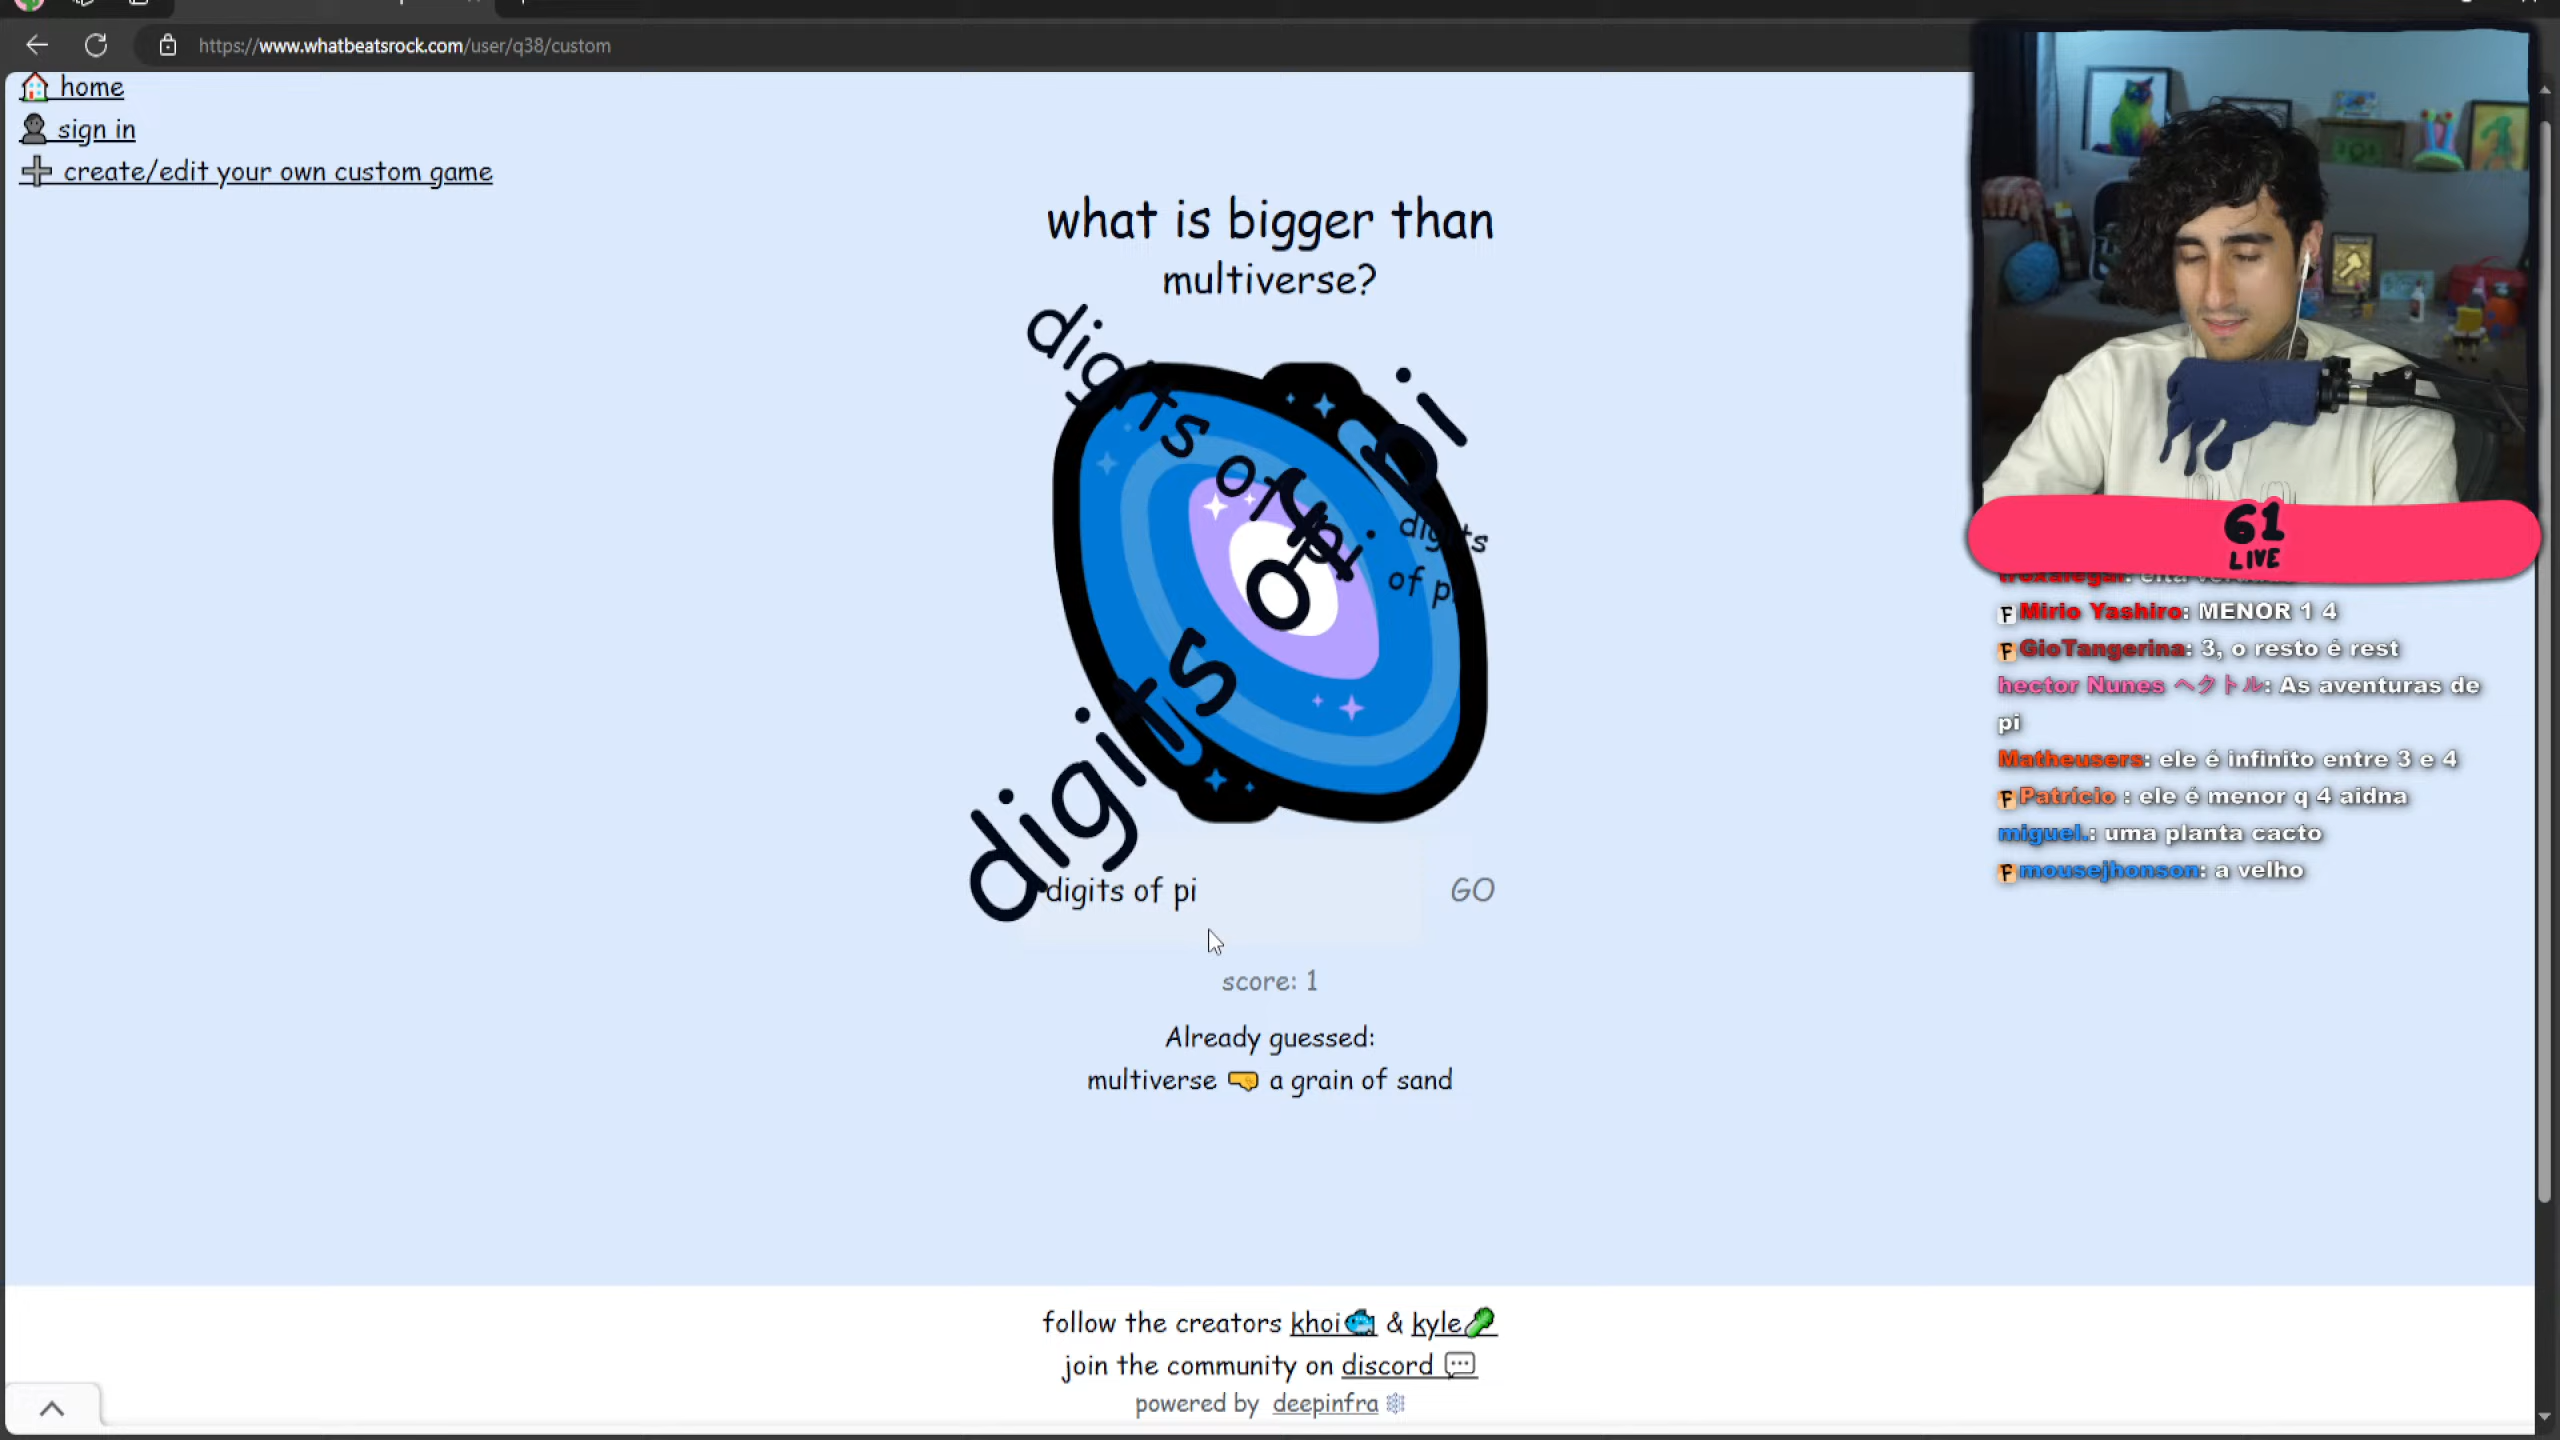 https://www.whatbeatsrock.com/user/q38/custom
home
sign in
create/edit your own custom game
what is bigger than
multiverse?
digits of pi
digits of pi
digits
of pi
digits of pi
GO
score: 1
Already guessed:
multiverse 🤜 a grain of sand
follow the creators khoi🐟 & kyle🥬
join the community on discord 💬
powered by deepinfra
61
LIVE
Mirio Yashiro: MENOR 1 4
GioTangerina: 3, o resto é rest
hector Nunes ヘクトル: As aventuras de
pi
Matheusers: ele é infinito entre 3 e 4
Patrício : ele é menor q 4 aidna
miguel.: uma planta cacto
mousejhonson: a velho